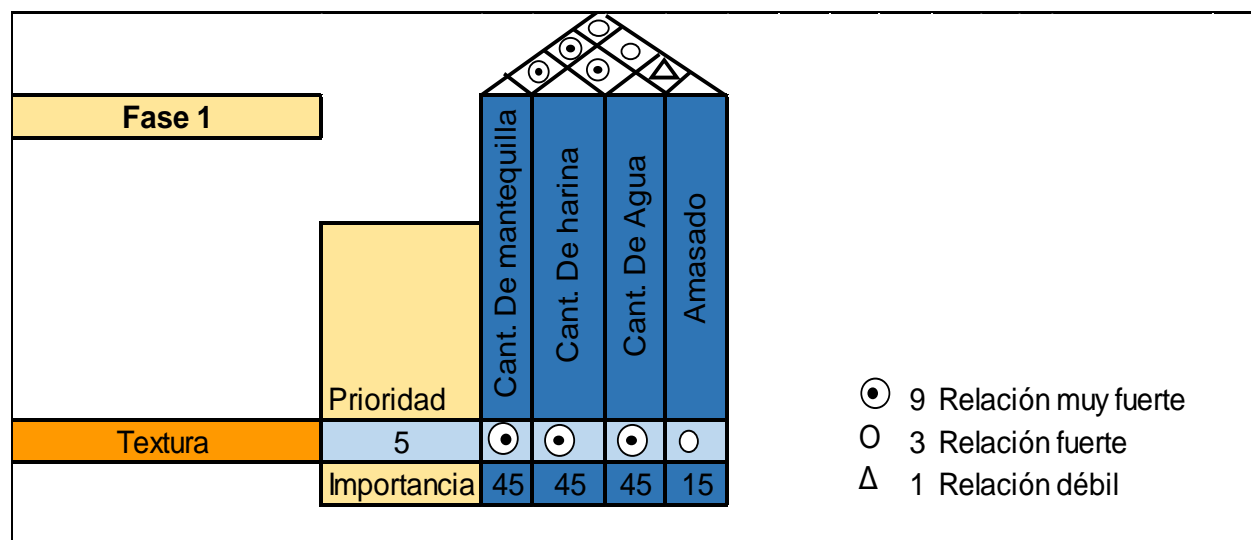 Fase 1
Cant. De mantequilla
Cant. De harina
Cant. De Agua
Amasado
Prioridad
Textura 5
Importancia 45 45 45 15
9 Relación muy fuerte
3 Relación fuerte
Δ 1 Relación débil